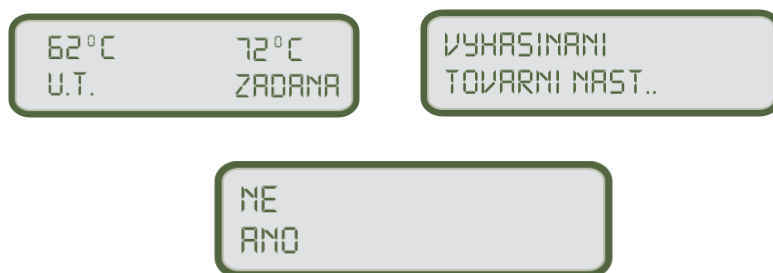 62°C 72°C
U.T. ZADANA
VYHASINANI
TOVARNI NAST..
NE
ANO